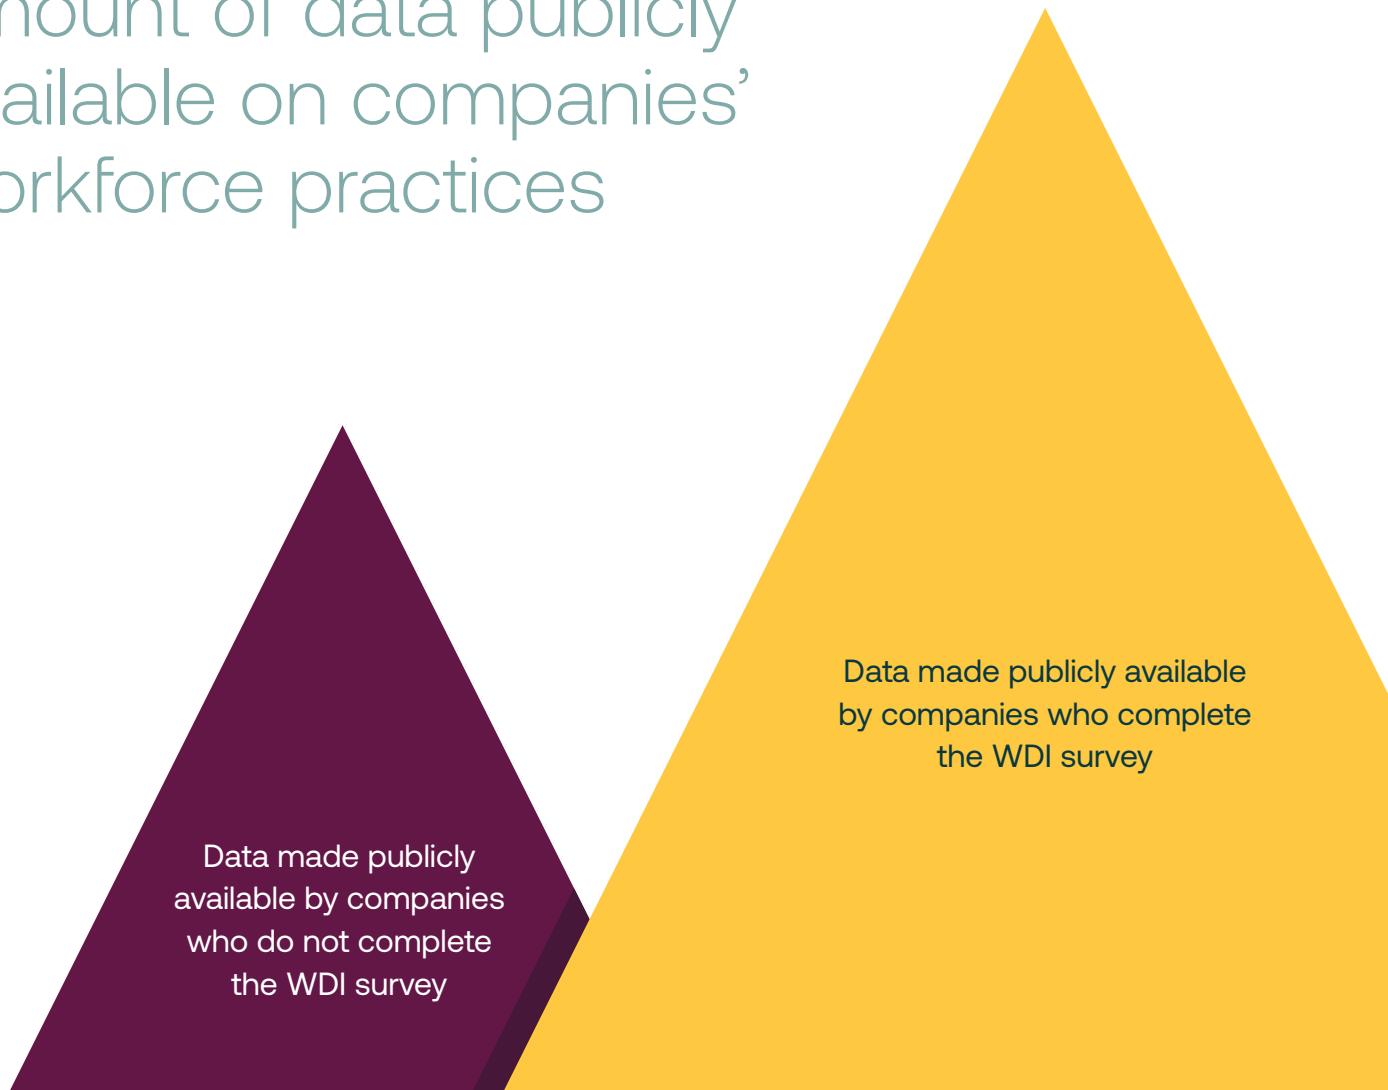 mount of data publicly
ailable on companies’
orkforce practices
Data made publicly available
by companies who complete
the WDI survey
Data made publicly
available by companies
who do not complete
the WDI survey